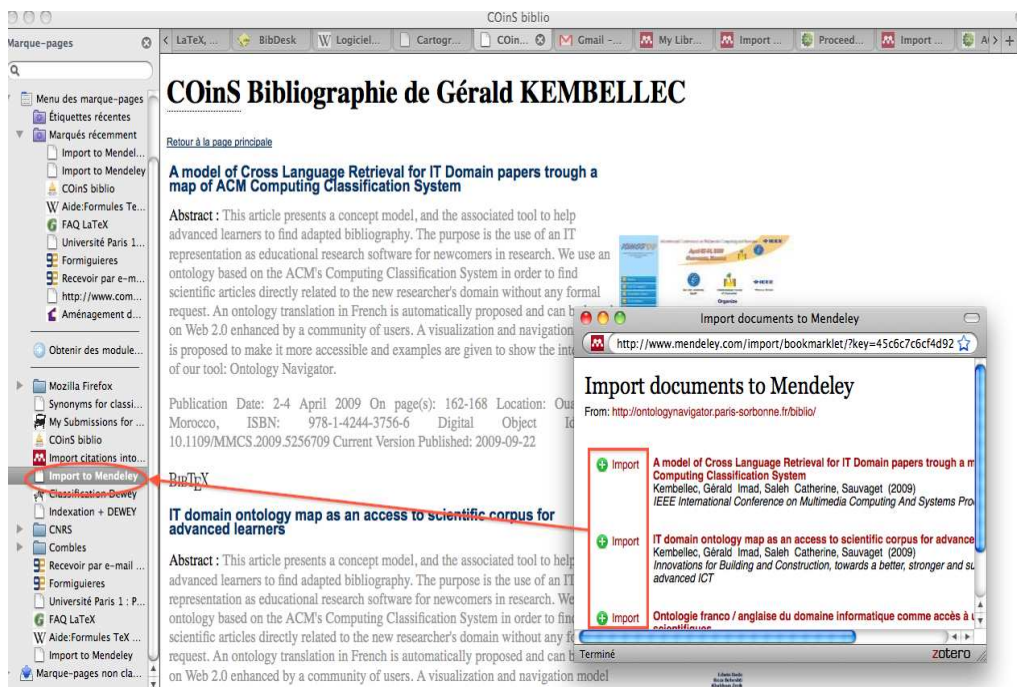 COinS biblio
Marque-pages
LaTeX, ...
BibDesk
Logiciel...
Cartogr...
COin...
Gmail -...
My Libr...
Import ...
Proceed...
Import ...
Menu des marque-pages
Étiquettes récentes
Marqués récemment
Import to Mendel...
Import to Mendeley
COinS biblio
Aide:Formules Te...
FAQ LaTeX
Université Paris 1...
Formiguieres
Recevoir par e-m...
http://www.com...
Aménagement d...
Obtenir des module...
Mozilla Firefox
Synonyms for classi...
My Submissions for ...
COinS biblio
Import citations into...
Import to Mendeley
Classification Dewey
Indexation + DEWEY
CNRS
Combles
Recevoir par e-mail ...
Formiguieres
Université Paris 1 : P...
FAQ LaTeX
Aide:Formules TeX ...
Import to Mendeley
Marque-pages non cla...
COinS Bibliographie de Gérald KEMBELLEC
Retour à la page principale
A model of Cross Language Retrieval for IT Domain papers trough a
map of ACM Computing Classification System
Abstract : This article presents a concept model, and the associated tool to help
advanced learners to find adapted bibliography. The purpose is the use of an IT
representation as educational research software for newcomers in research. We use an
ontology based on the ACM's Computing Classification System in order to find
scientific articles directly related to the new researcher's domain without any formal
request. An ontology translation in French is automatically proposed and can b
on Web 2.0 enhanced by a community of users. A visualization and navigation
is proposed to make it more accessible and examples are given to show the int
of our tool: Ontology Navigator.
Publication Date: 2-4 April 2009 On page(s): 162-168 Location: Oua
Morocco, ISBN: 978-1-4244-3756-6 Digital Object Id
10.1109/MMCS.2009.5256709 Current Version Published: 2009-09-22
BIBTEX
IT domain ontology map as an access to scientific corpus for
advanced learners
Abstract : This article presents a concept model, and the associated tool to help
advanced learners to find adapted bibliography. The purpose is the use of an IT
representation as educational research software for newcomers in research. We
ontology based on the ACM's Computing Classification System in order to find
scientific articles directly related to the new researcher's domain without any fo
request. An ontology translation in French is automatically proposed and can b
on Web 2.0 enhanced by a community of users. A visualization and navigation model
Organize
Import documents to Mendeley
http://www.mendeley.com/import/bookmarklet/?key=45c6c7c6cf4d92
Import documents to Mendeley
From: http://ontologynavigator.paris-sorbonne.fr/biblio/
Import
A model of Cross Language Retrieval for IT Domain papers trough a m
Computing Classification System
Kembellec, Gérald Imad, Saleh Catherine, Sauvaget (2009)
IEEE International Conference on Multimedia Computing And Systems Pro
Import
IT domain ontology map as an access to scientific corpus for advance
Kembellec, Gérald Imad, Saleh Catherine, Sauvaget (2009)
Innovations for Building and Construction, towards a better, stronger and su
advanced ICT
Import
Ontologie franco / anglaise du domaine informatique comme accès à u
scientifiques
Terminé
zotero